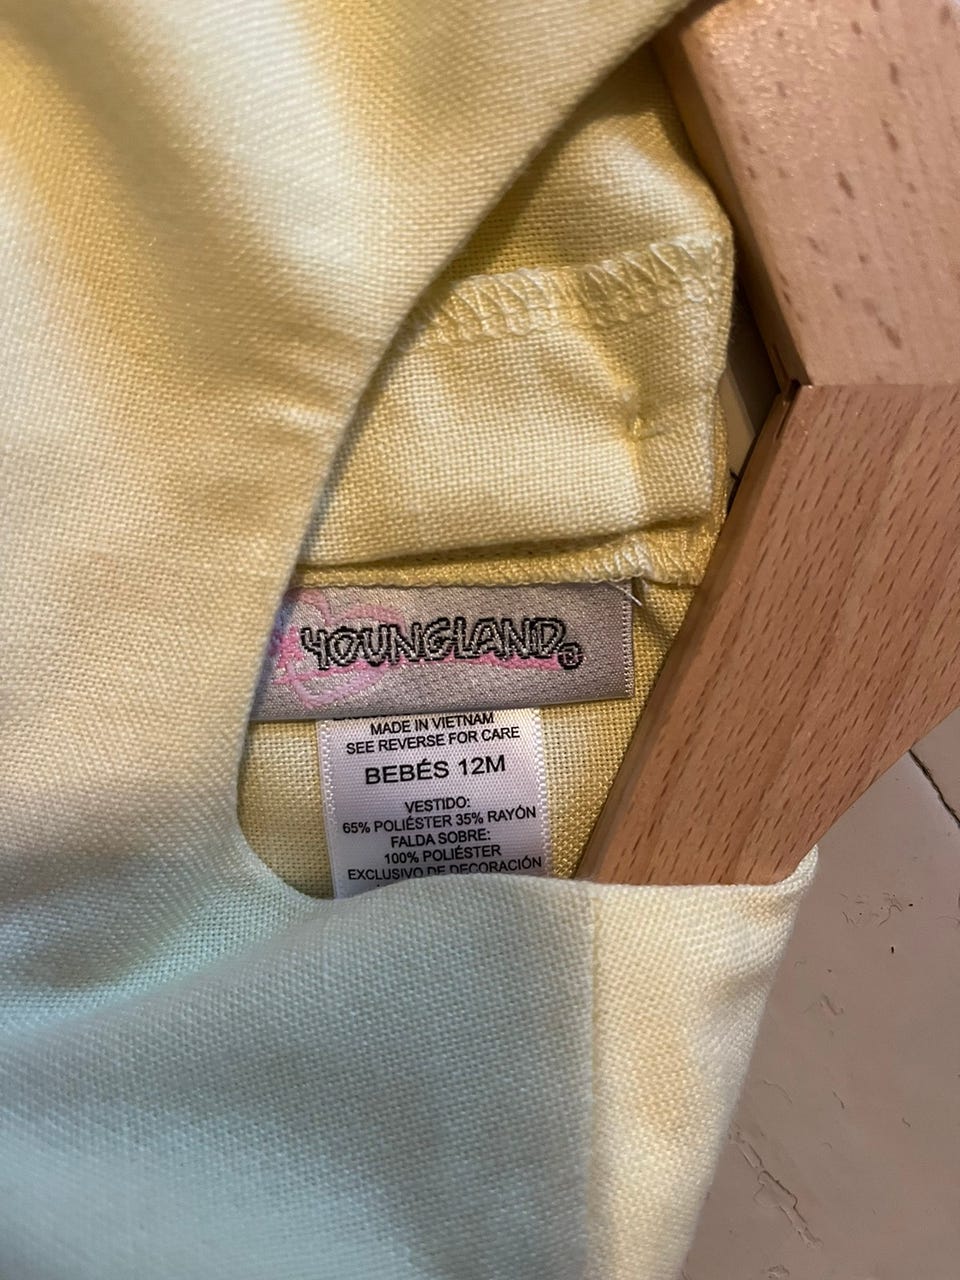 YOUNGLAND®
MADE IN VIETNAM
SEE REVERSE FOR CARE
BEBÉS 12M
VESTIDO:
65% POLIÉSTER 35% RAYÓN
FALDA SOBRE:
100% POLIÉSTER
EXCLUSIVO DE DECORACIÓN